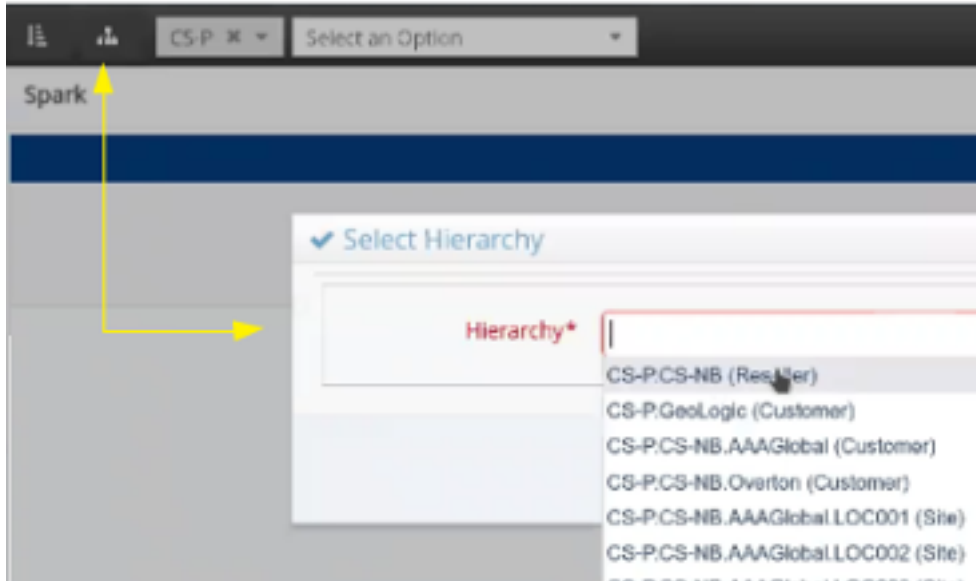 CS-P ✖ Select an Option
Spark
✔ Select Hierarchy
Hierarchy*
CS-P.CS-NB (Reseller)
CS-P.GeoLogic (Customer)
CS-P.CS-NB.AAAGlobal (Customer)
CS-P.CS-NB.Overton (Customer)
CS-P.CS-NB.AAAGlobal.LOC001 (Site)
CS-P.CS-NB.AAAGlobal.LOC002 (Site)